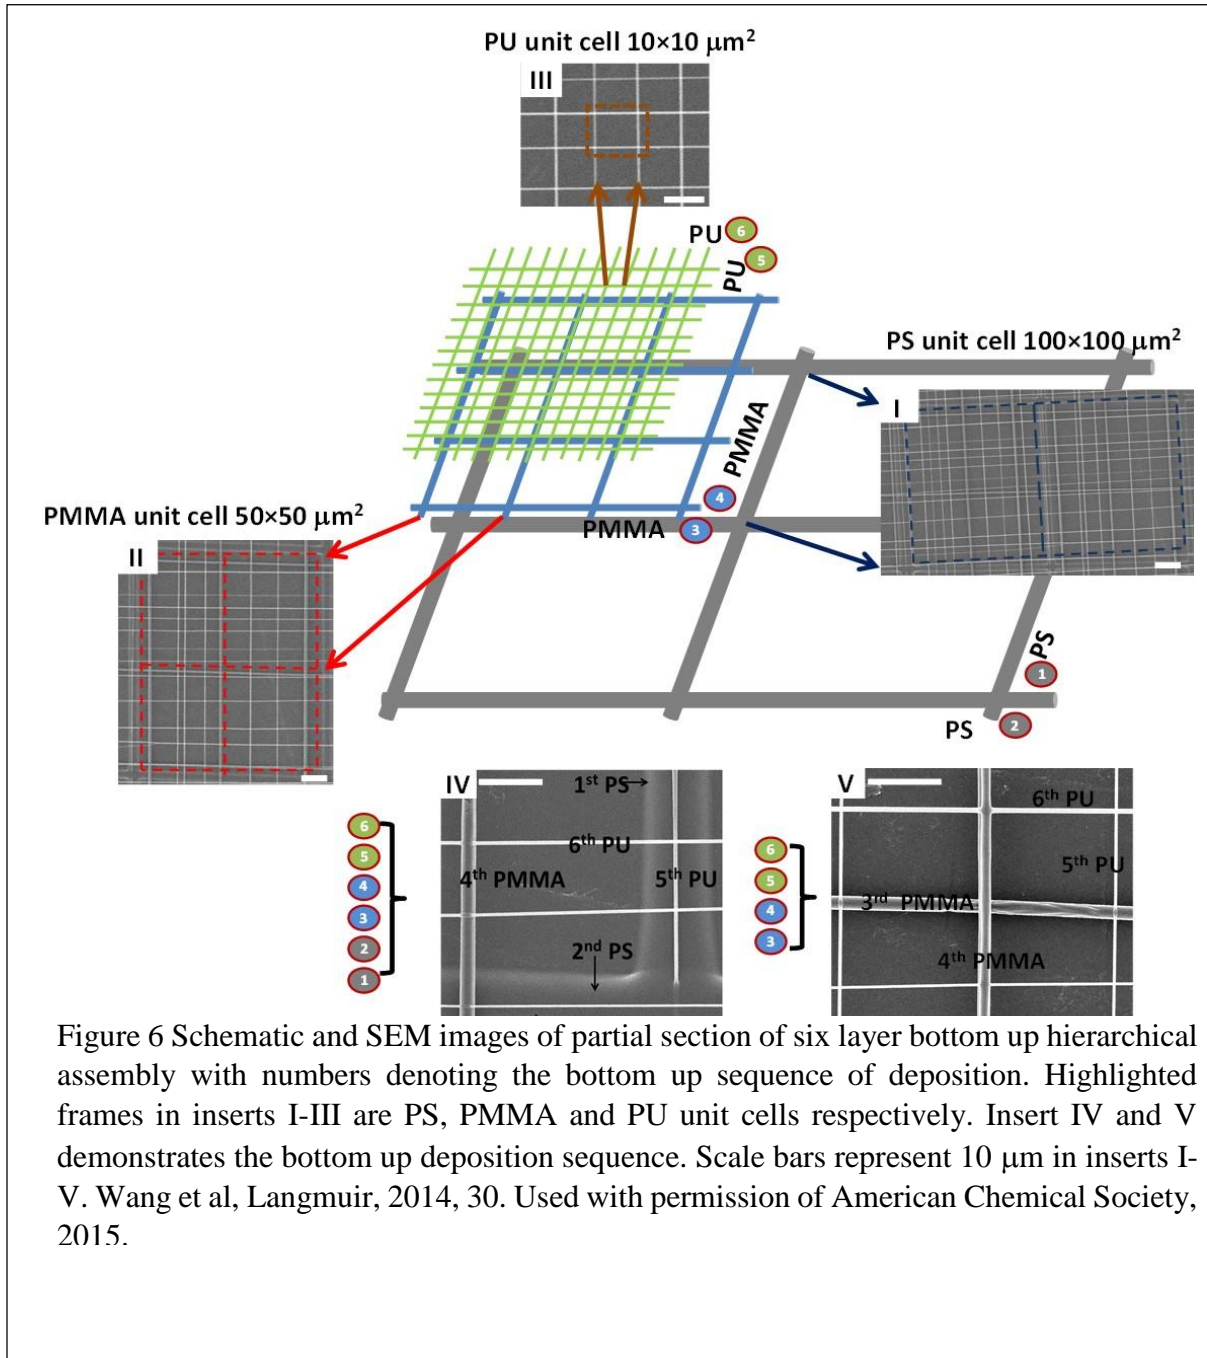 PU unit cell 10×10 μm²
III
PU 6
PU 5
PS unit cell 100×100 μm²
I
PMMA
4
PMMA 3
PMMA unit cell 50×50 μm²
II
PS
1
PS 2
IV
1st PS
6th PU
4th PMMA
5th PU
2nd PS
6
5
4
3
2
1
V
6th PU
5th PU
3rd PMMA
4th PMMA
6
5
4
3
Figure 6 Schematic and SEM images of partial section of six layer bottom up hierarchical
assembly with numbers denoting the bottom up sequence of deposition. Highlighted
frames in inserts I-III are PS, PMMA and PU unit cells respectively. Insert IV and V
demonstrates the bottom up deposition sequence. Scale bars represent 10 μm in inserts I-
V. Wang et al, Langmuir, 2014, 30. Used with permission of American Chemical Society,
2015.